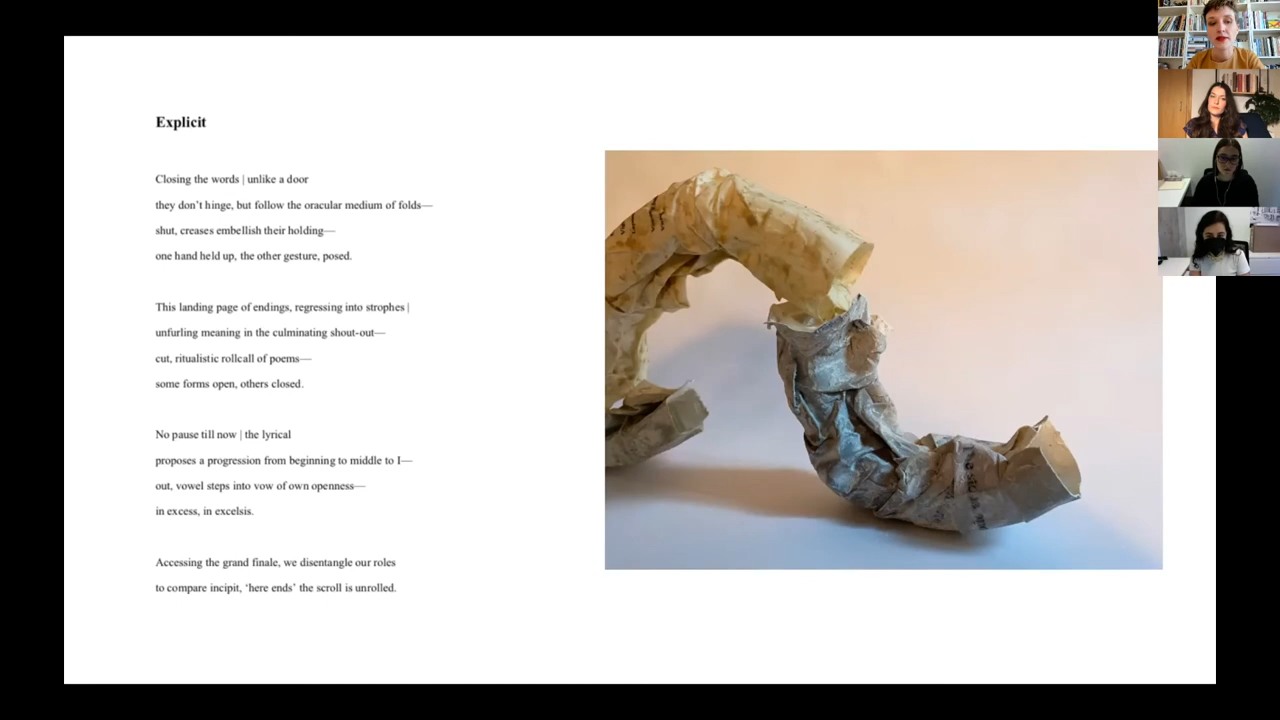 Explicit
Closing the words | unlike a door
they don't hinge, but follow the oracular medium of folds—
shut, creases embellish their holding—
one hand held up, the other gesture, posed.
This landing page of endings, regressing into strophes |
unfurling meaning in the culminating shout-out—
cut, ritualistic rollcall of poems—
some forms open, others closed.
No pause till now | the lyrical
proposes a progression from beginning to middle to I—
out, vowel steps into vow of own openness—
in excess, in excelsis.
Accessing the grand finale, we disentangle our roles
to compare incipit, ‘here ends’ the scroll is unrolled.